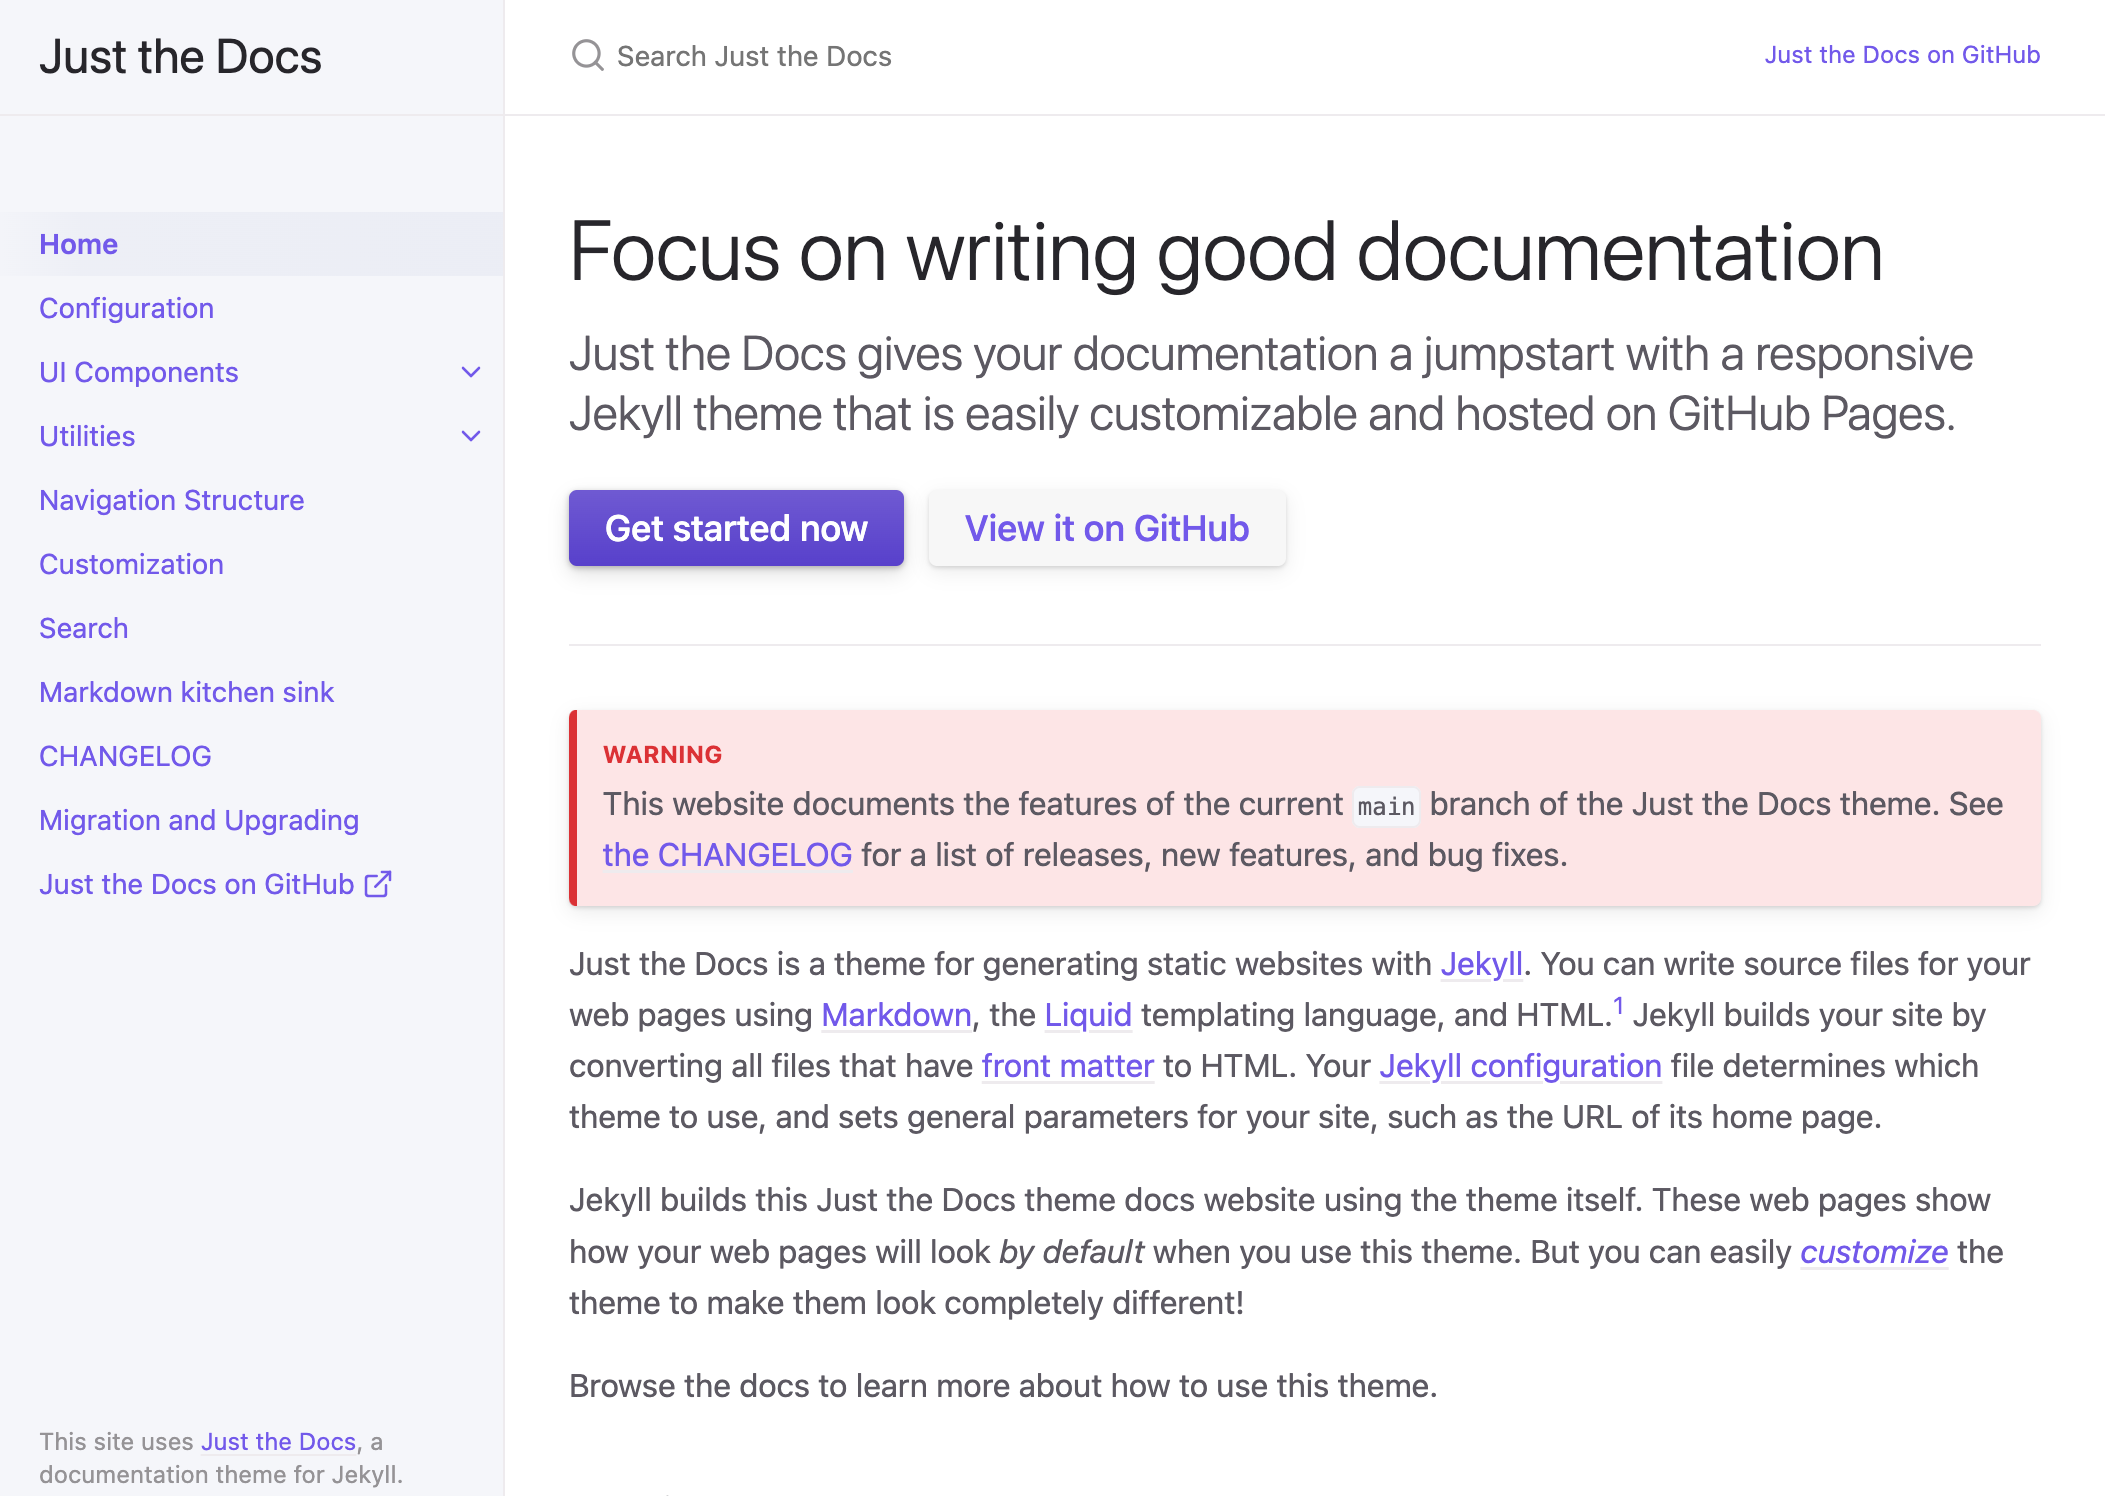 Just the Docs
Search Just the Docs
Just the Docs on GitHub
Home
Configuration
UI Components
Utilities
Navigation Structure
Customization
Search
Markdown kitchen sink
CHANGELOG
Migration and Upgrading
Just the Docs on GitHub
This site uses Just the Docs, a
documentation theme for Jekyll.
Focus on writing good documentation
Just the Docs gives your documentation a jumpstart with a responsive
Jekyll theme that is easily customizable and hosted on GitHub Pages.
Get started now
View it on GitHub
WARNING
This website documents the features of the current main branch of the Just the Docs theme. See
the CHANGELOG for a list of releases, new features, and bug fixes.
Just the Docs is a theme for generating static websites with Jekyll. You can write source files for your
web pages using Markdown, the Liquid templating language, and HTML.1 Jekyll builds your site by
converting all files that have front matter to HTML. Your Jekyll configuration file determines which
theme to use, and sets general parameters for your site, such as the URL of its home page.
Jekyll builds this Just the Docs theme docs website using the theme itself. These web pages show
how your web pages will look by default when you use this theme. But you can easily customize the
theme to make them look completely different!
Browse the docs to learn more about how to use this theme.